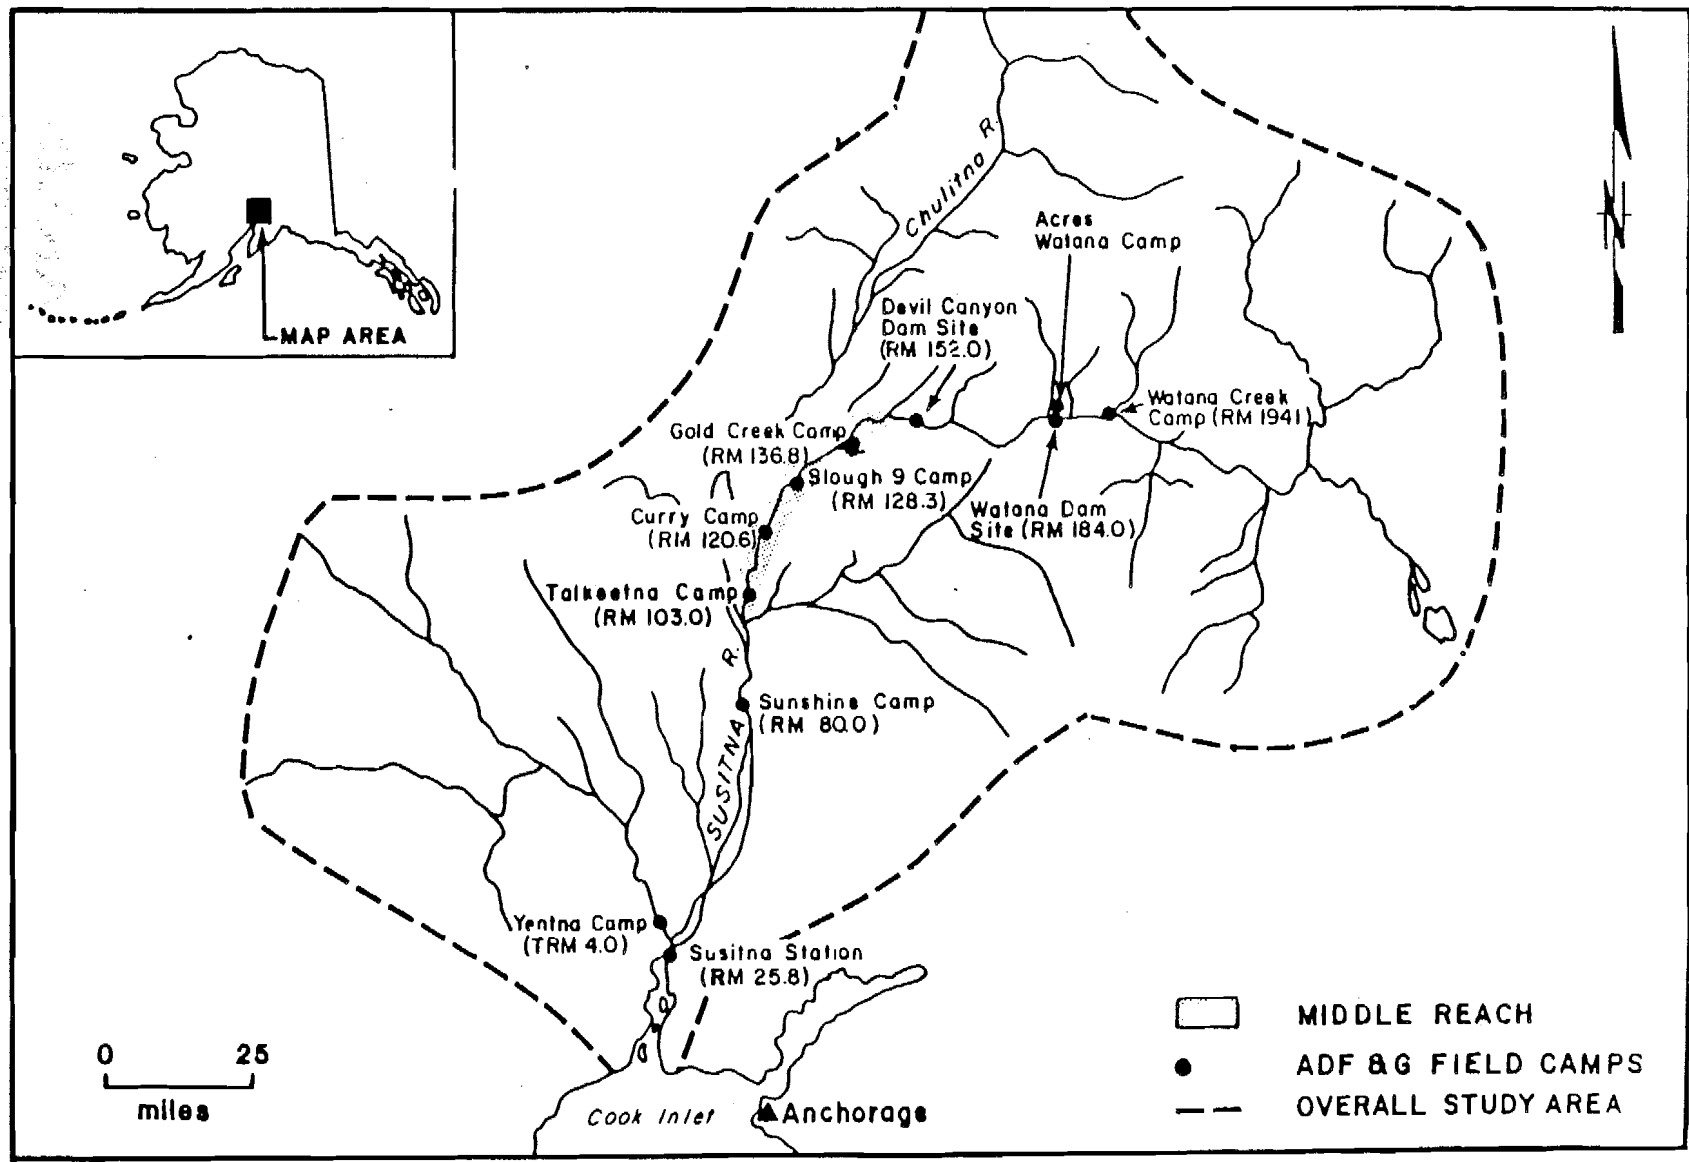 MAP AREA
Chulitna R.
Acres
Watana Camp
Devil Canyon
Dam Site
(RM 152.0)
Watana Creek
Camp (RM 1941)
Gold Creek Camp
(RM 136.8)
Slough 9 Camp
(RM 128.3)
Watana Dam
Site (RM 184.0)
Curry Camp
(RM 120.6)
Talkeetna Camp
(RM 103.0)
SUSITNA R.
Sunshine Camp
(RM 80.0)
Yentna Camp
(TRM 4.0)
Susitna Station
(RM 25.8)
0 25
miles
Cook Inlet
Anchorage
MIDDLE REACH
ADF & G FIELD CAMPS
OVERALL STUDY AREA